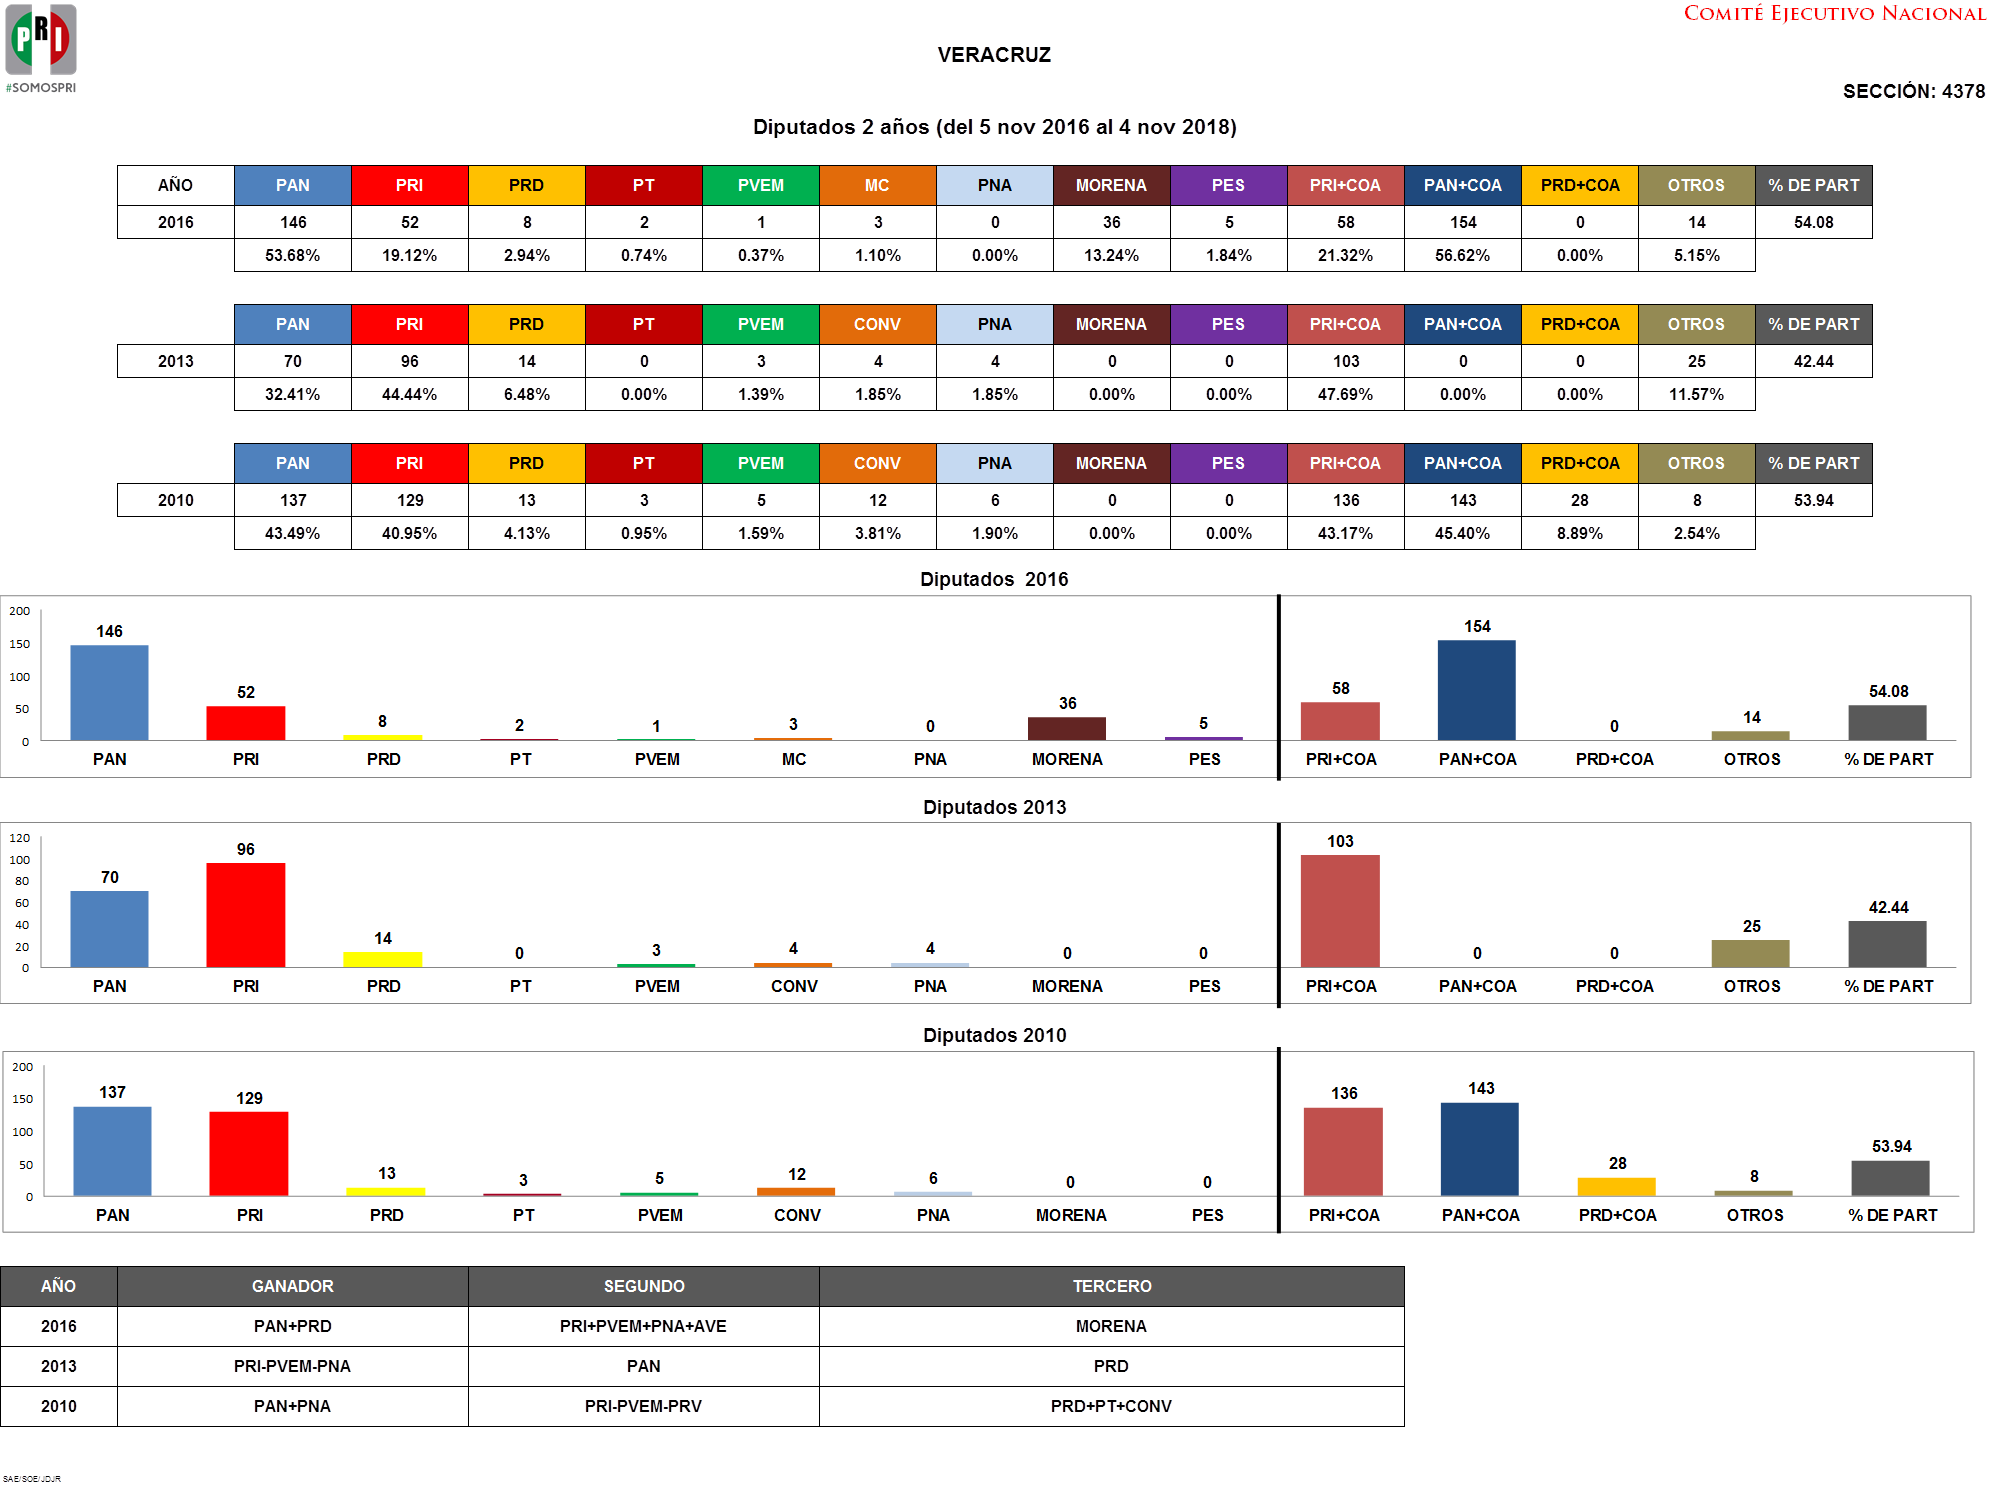 PRI
#SOMOSPRI
COMITÉ EJECUTIVO NACIONAL
VERACRUZ
SECCIÓN: 4378
Diputados 2 años (del 5 nov 2016 al 4 nov 2018)
AÑO PAN PRI PRD PT PVEM MC PNA MORENA PES PRI+COA PAN+COA PRD+COA OTROS % DE PART
2016 146 52 8 2 1 3 0 36 5 58 154 0 14 54.08
53.68% 19.12% 2.94% 0.74% 0.37% 1.10% 0.00% 13.24% 1.84% 21.32% 56.62% 0.00% 5.15%
PAN PRI PRD PT PVEM CONV PNA MORENA PES PRI+COA PAN+COA PRD+COA OTROS % DE PART
2013 70 96 14 0 3 4 4 0 0 103 0 0 25 42.44
32.41% 44.44% 6.48% 0.00% 1.39% 1.85% 1.85% 0.00% 0.00% 47.69% 0.00% 0.00% 11.57%
PAN PRI PRD PT PVEM CONV PNA MORENA PES PRI+COA PAN+COA PRD+COA OTROS % DE PART
2010 137 129 13 3 5 12 6 0 0 136 143 28 8 53.94
43.49% 40.95% 4.13% 0.95% 1.59% 3.81% 1.90% 0.00% 0.00% 43.17% 45.40% 8.89% 2.54%
Diputados 2016
200
150
100
50
0
146 52 8 2 1 3 0 36 5 58 154 0 14 54.08
PAN PRI PRD PT PVEM MC PNA MORENA PES PRI+COA PAN+COA PRD+COA OTROS % DE PART
Diputados 2013
120
100
80
60
40
20
0
70 96 14 0 3 4 4 0 0 103 0 0 25 42.44
PAN PRI PRD PT PVEM CONV PNA MORENA PES PRI+COA PAN+COA PRD+COA OTROS % DE PART
Diputados 2010
200
150
100
50
0
137 129 13 3 5 12 6 0 0 136 143 28 8 53.94
PAN PRI PRD PT PVEM CONV PNA MORENA PES PRI+COA PAN+COA PRD+COA OTROS % DE PART
AÑO GANADOR SEGUNDO TERCERO
2016 PAN+PRD PRI+PVEM+PNA+AVE MORENA
2013 PRI-PVEM-PNA PAN PRD
2010 PAN+PNA PRI-PVEM-PRV PRD+PT+CONV
SAE/SOE/JDJR